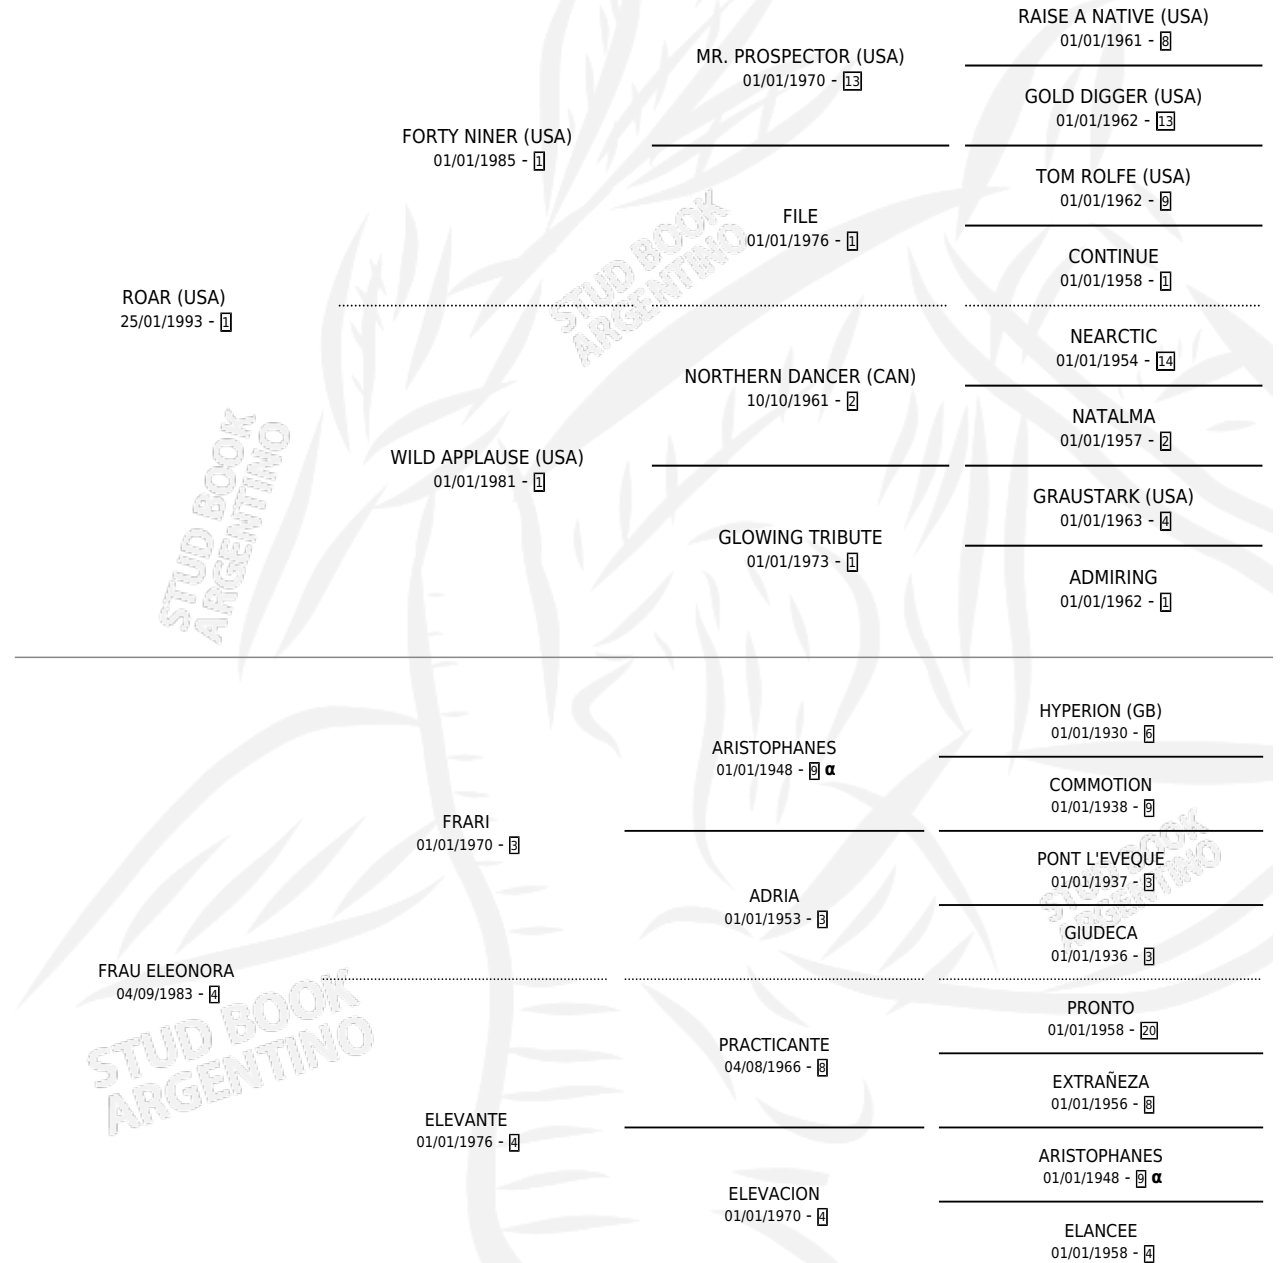 RAISE A NATIVE (USA)
01/01/1961 - 8
MR. PROSPECTOR (USA)
01/01/1970 - 13
GOLD DIGGER (USA)
01/01/1962 - 13
FORTY NINER (USA)
01/01/1985 - 1
TOM ROLFE (USA)
01/01/1962 - 9
FILE
01/01/1976 - 1
CONTINUE
01/01/1958 - 1
ROAR (USA)
25/01/1993 - 1
NEARCTIC
01/01/1954 - 14
NORTHERN DANCER (CAN)
10/10/1961 - 2
NATALMA
01/01/1957 - 2
WILD APPLAUSE (USA)
01/01/1981 - 1
GRAUSTARK (USA)
01/01/1963 - 4
GLOWING TRIBUTE
01/01/1973 - 1
ADMIRING
01/01/1962 - 1
HYPERION (GB)
01/01/1930 - 6
ARISTOPHANES
01/01/1948 - 9 α
COMMOTION
01/01/1938 - 9
FRARI
01/01/1970 - 3
PONT L'EVEQUE
01/01/1937 - 3
ADRIA
01/01/1953 - 3
GIUDECA
01/01/1936 - 3
FRAU ELEONORA
04/09/1983 - 4
PRONTO
01/01/1958 - 20
PRACTICANTE
04/08/1966 - 8
EXTRAÑEZA
01/01/1956 - 8
ELEVANTE
01/01/1976 - 4
ARISTOPHANES
01/01/1948 - 9 α
ELEVACION
01/01/1970 - 4
ELANCEE
01/01/1958 - 4
STUD BOOK
ARGENTINO
STUD BOOK
ARGENTINO
STUD BOOK
ARGENTINO
STUD BOOK
ARGENTINO